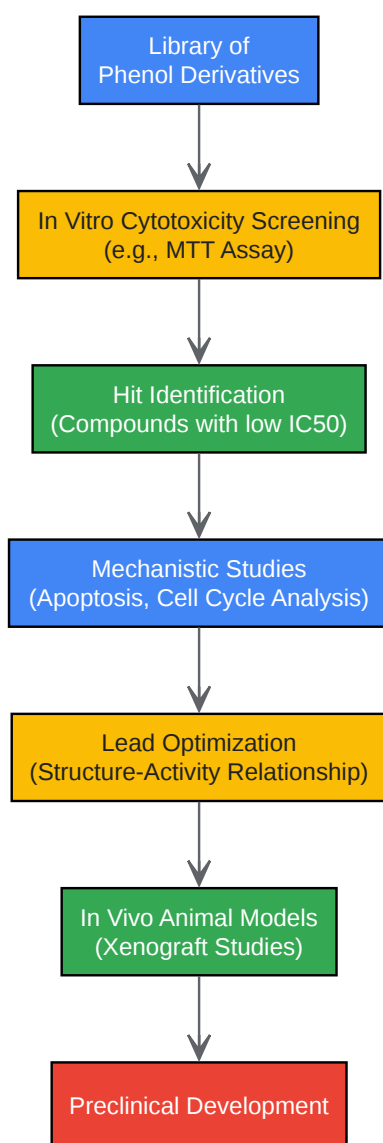 Library of
Phenol Derivatives
In Vitro Cytotoxicity Screening
(e.g., MTT Assay)
Hit Identification
(Compounds with low IC50)
Mechanistic Studies
(Apoptosis, Cell Cycle Analysis)
Lead Optimization
(Structure-Activity Relationship)
In Vivo Animal Models
(Xenograft Studies)
Preclinical Development